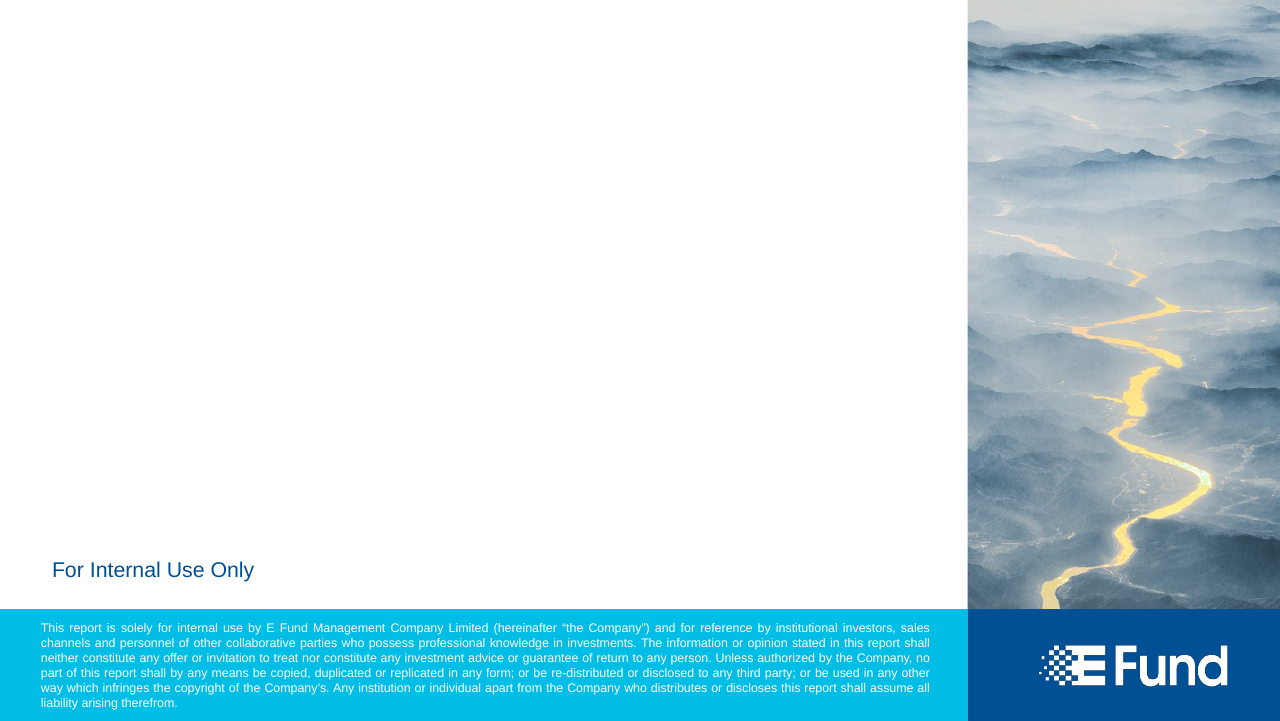 For Internal Use Only
This report is solely for internal use by E Fund Management Company Limited (hereinafter “the Company”) and for reference by institutional investors, sales
channels and personnel of other collaborative parties who possess professional knowledge in investments. The information or opinion stated in this report shall
neither constitute any offer or invitation to treat nor constitute any investment advice or guarantee of return to any person. Unless authorized by the Company, no
part of this report shall by any means be copied, duplicated or replicated in any form; or be re-distributed or disclosed to any third party; or be used in any other
way which infringes the copyright of the Company’s. Any institution or individual apart from the Company who distributes or discloses this report shall assume all
liability arising therefrom.
E Fund